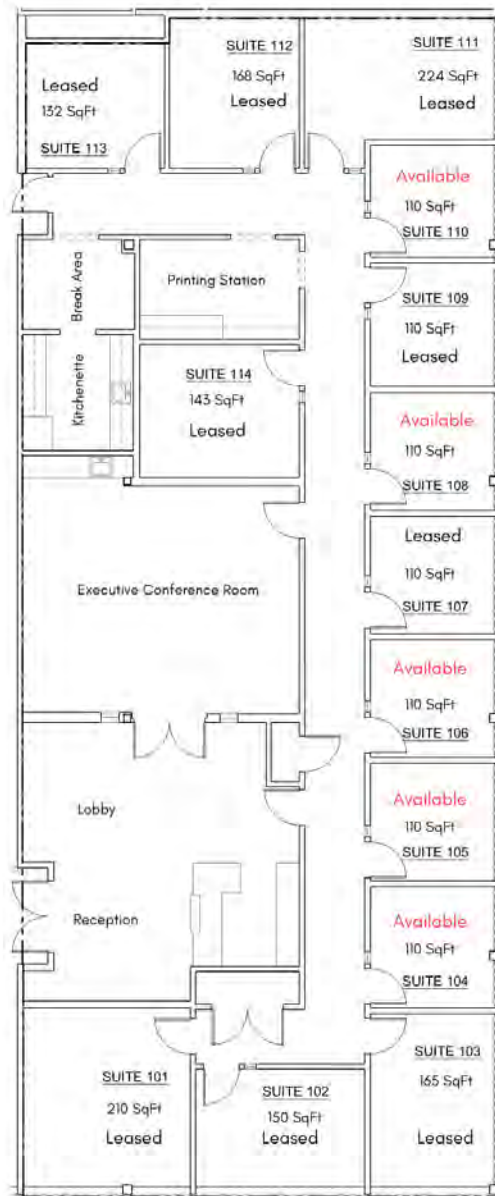 SUITE 112
168 SqFt
Leased
SUITE 111
224 SqFt
Leased
Leased
132 SqFt
SUITE 113
Available
110 SqFt
SUITE 110
Break Area
Printing Station
SUITE 109
110 SqFt
Leased
Kitchenette
SUITE 114
143 SqFt
Leased
Available
110 SqFt
SUITE 108
Leased
110 SqFt
SUITE 107
Executive Conference Room
Available
110 SqFt
SUITE 106
Lobby
Available
110 SqFt
SUITE 105
Reception
Available
110 SqFt
SUITE 104
SUITE 101
210 SqFt
Leased
SUITE 102
150 SqFt
Leased
SUITE 103
165 SqFt
Leased